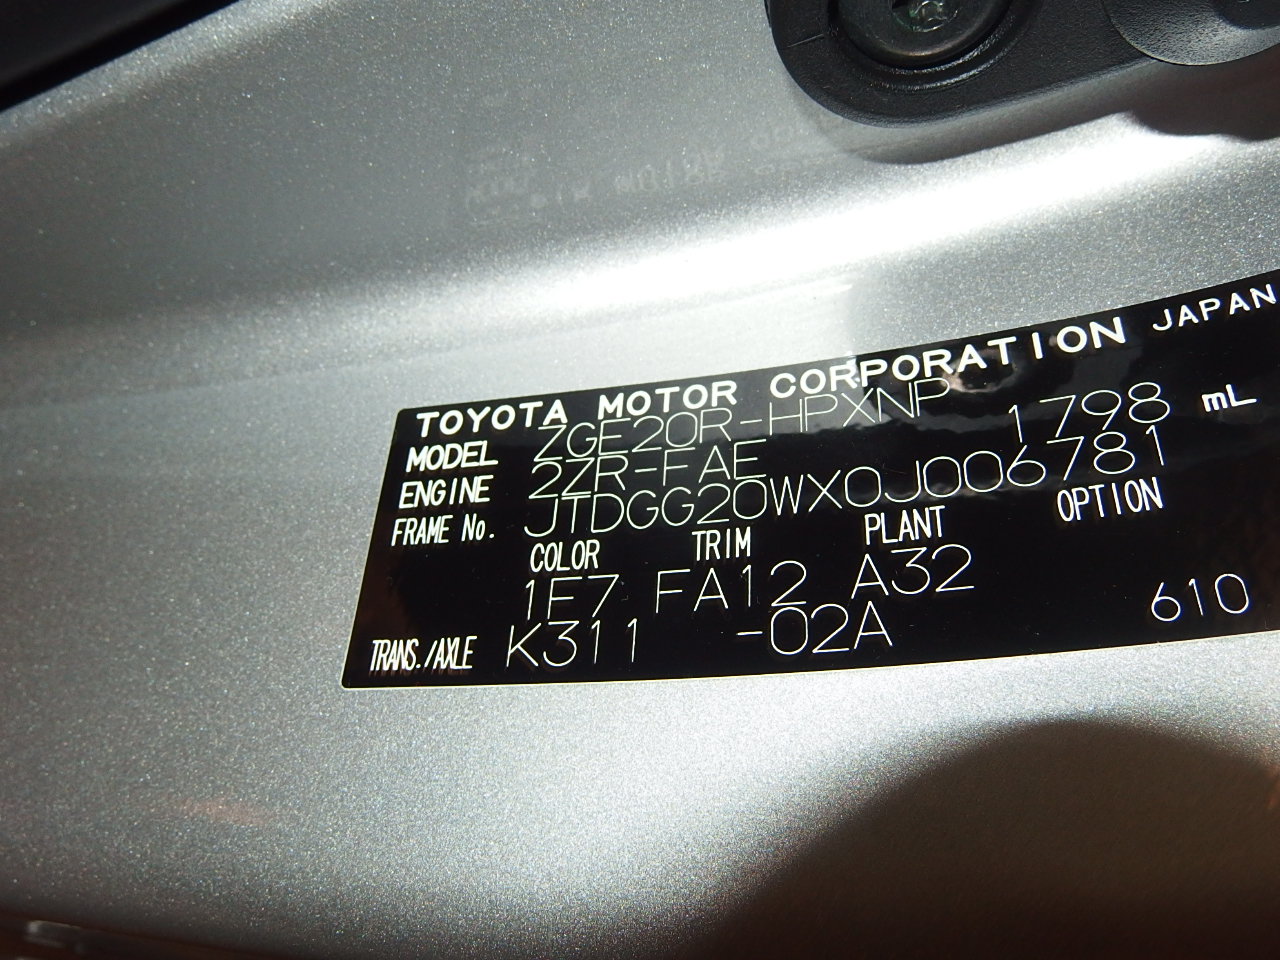 TOYOTA MOTOR CORPORATION JAPAN
MODEL ZGE20R-HPXNP
ENGINE 2ZR-FAE 1798 mL
FRAME No. JTDGG20WX0J006781
COLOR TRIM PLANT OPTION
1E7 FA12 A32
TRANS./AXLE K311 -02A 610